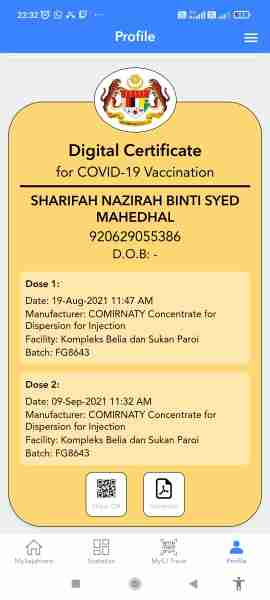 22:32
Profile
Digital Certificate
for COVID-19 Vaccination
SHARIFAH NAZIRAH BINTI SYED
MAHEDHAL
920629055386
D.O.B: -
Dose 1:
Date: 19-Aug-2021 11:47 AM
Manufacturer: COMIRNATY Concentrate for
Dispersion for Injection
Facility: Kompleks Belia dan Sukan Paroi
Batch: FG8643
Dose 2:
Date: 09-Sep-2021 11:32 AM
Manufacturer: COMIRNATY Concentrate for
Dispersion for Injection
Facility: Kompleks Belia dan Sukan Paroi
Batch: FG8643
MySejahtera
Statistics
MySJ Trace
Profile